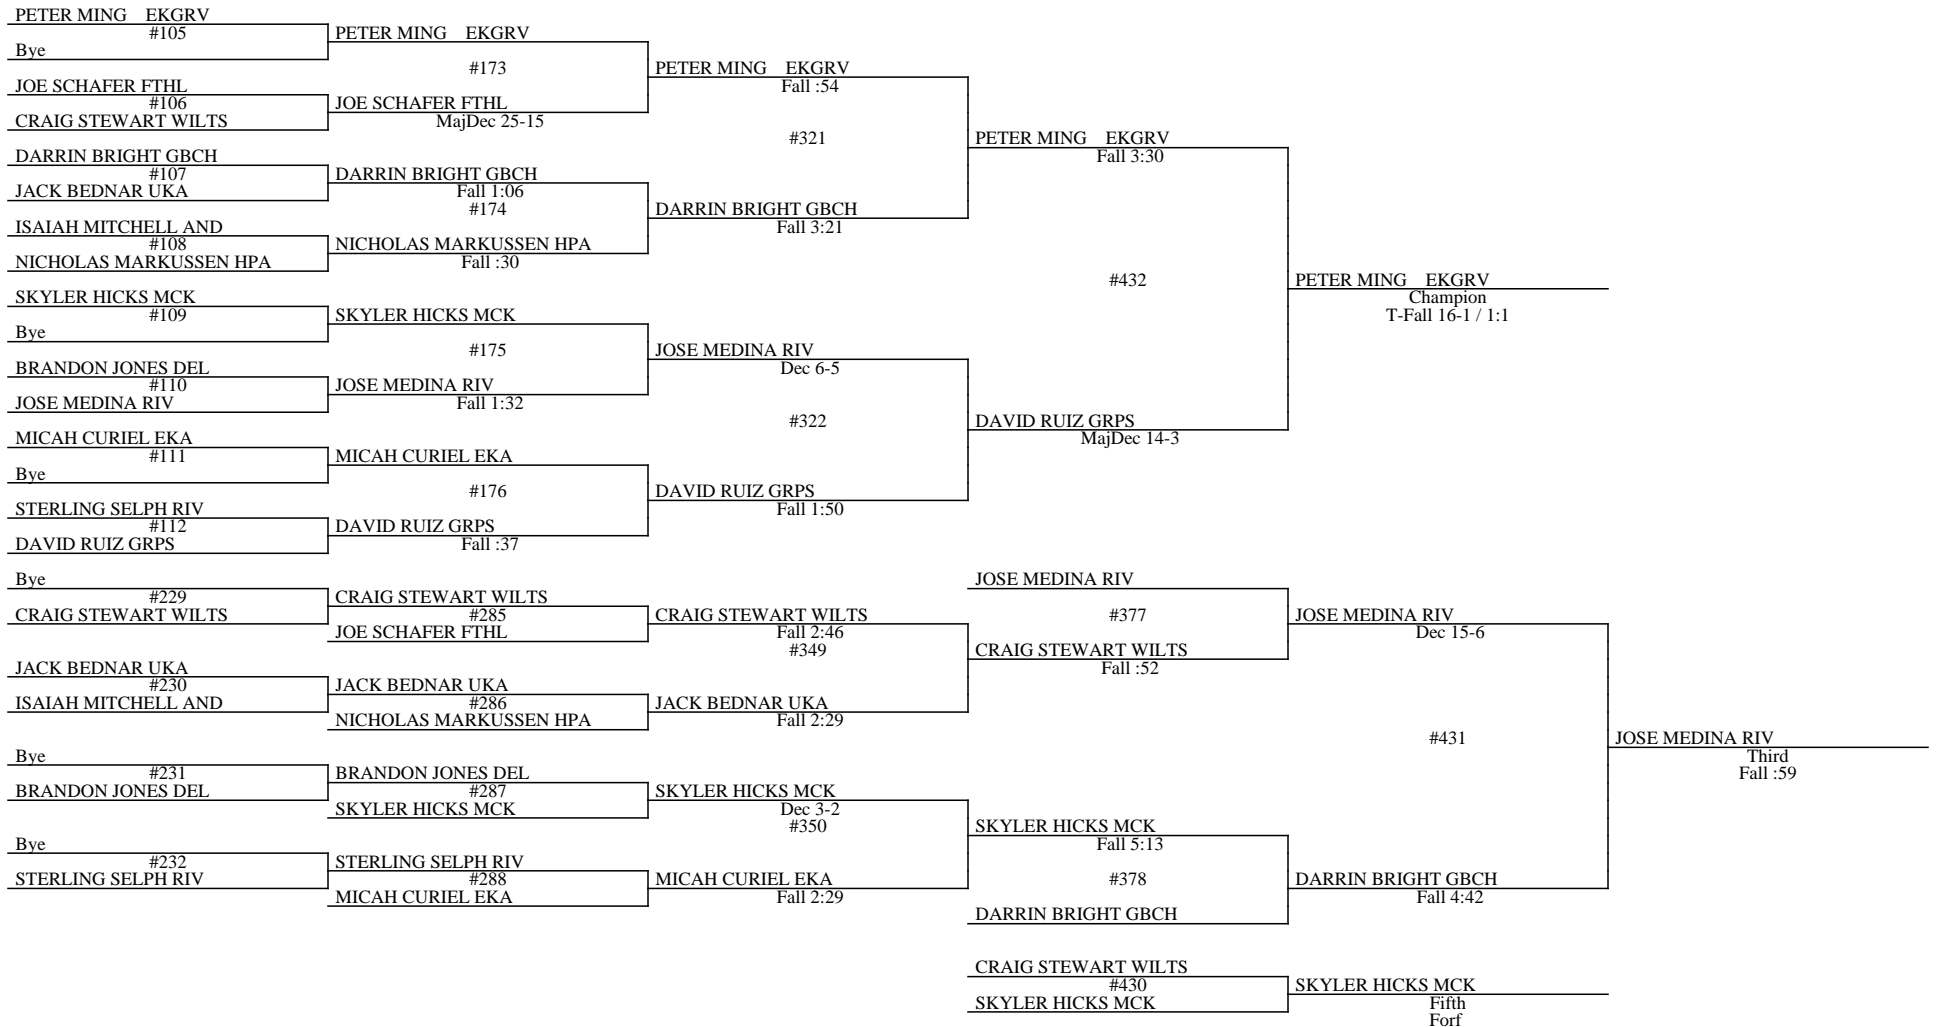 PETER MING EKGRV
#105
Bye
JOE SCHAFER FTHL
#106
CRAIG STEWART WILTS
DARRIN BRIGHT GBCH
#107
JACK BEDNAR UKA
ISAIAH MITCHELL AND
#108
NICHOLAS MARKUSSEN HPA
SKYLER HICKS MCK
#109
Bye
BRANDON JONES DEL
#110
JOSE MEDINA RIV
MICAH CURIEL EKA
#111
Bye
STERLING SELPH RIV
#112
DAVID RUIZ GRPS
PETER MING EKGRV
#173
JOE SCHAFER FTHL
MajDec 25-15
DARRIN BRIGHT GBCH
Fall 1:06
#174
NICHOLAS MARKUSSEN HPA
Fall :30
SKYLER HICKS MCK
#175
JOSE MEDINA RIV
Fall 1:32
MICAH CURIEL EKA
#176
DAVID RUIZ GRPS
Fall :37
PETER MING EKGRV
Fall :54
#321
DARRIN BRIGHT GBCH
Fall 3:21
JOSE MEDINA RIV
Dec 6-5
#322
DAVID RUIZ GRPS
Fall 1:50
PETER MING EKGRV
Fall 3:30
#432
DAVID RUIZ GRPS
MajDec 14-3
PETER MING EKGRV
Champion
T-Fall 16-1 / 1:1
Bye
#229
CRAIG STEWART WILTS
JACK BEDNAR UKA
#230
ISAIAH MITCHELL AND
Bye
#231
BRANDON JONES DEL
Bye
#232
STERLING SELPH RIV
CRAIG STEWART WILTS
#285
JOE SCHAFER FTHL
JACK BEDNAR UKA
#286
NICHOLAS MARKUSSEN HPA
BRANDON JONES DEL
#287
SKYLER HICKS MCK
STERLING SELPH RIV
#288
MICAH CURIEL EKA
CRAIG STEWART WILTS
Fall 2:46
#349
JACK BEDNAR UKA
Fall 2:29
SKYLER HICKS MCK
Dec 3-2
#350
MICAH CURIEL EKA
Fall 2:29
JOSE MEDINA RIV
#377
CRAIG STEWART WILTS
Fall :52
SKYLER HICKS MCK
Fall 5:13
#378
DARRIN BRIGHT GBCH
JOSE MEDINA RIV
Dec 15-6
#431
DARRIN BRIGHT GBCH
Fall 4:42
JOSE MEDINA RIV
Third
Fall :59
CRAIG STEWART WILTS
#430
SKYLER HICKS MCK
SKYLER HICKS MCK
Fifth
Forf